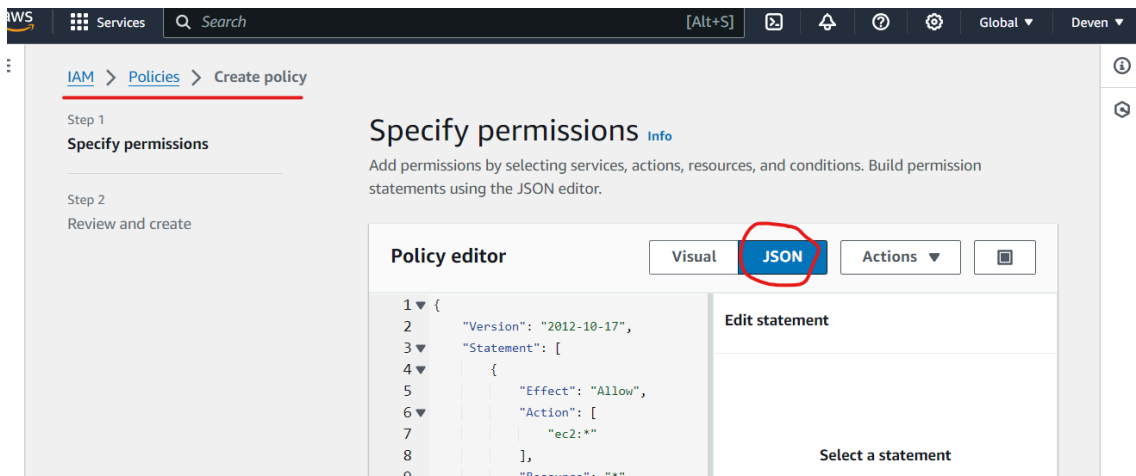 aws Services Search [Alt+S] Global Deven
IAM > Policies > Create policy
Step 1
Specify permissions
Step 2
Review and create
Specify permissions Info
Add permissions by selecting services, actions, resources, and conditions. Build permission
statements using the JSON editor.
Policy editor Visual JSON Actions
1 {
2 "Version": "2012-10-17",
3 "Statement": [
4 {
5 "Effect": "Allow",
6 "Action": [
7 "ec2:*"
8 ],
9 "Resource": "*"
Edit statement
Select a statement